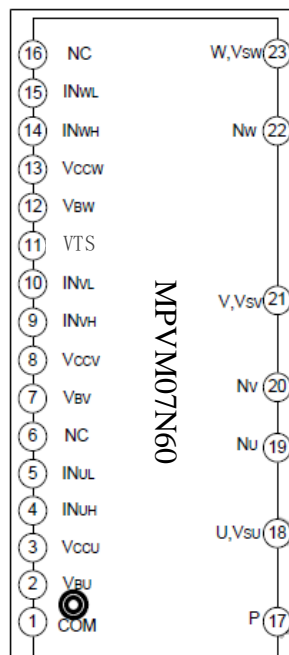 16 NC W,VSW 23
15 INWL
14 INWH NW 22
13 VCCW
12 VBW
11 VTS
10 INVL V,VSV 21
9 INVH
8 VCCV
7 VBV NV 20
6 NC NU 19
5 INUL
4 INUH
3 VCCU U,VSU 18
2 VBU
1 COM P 17
MPVM07N60